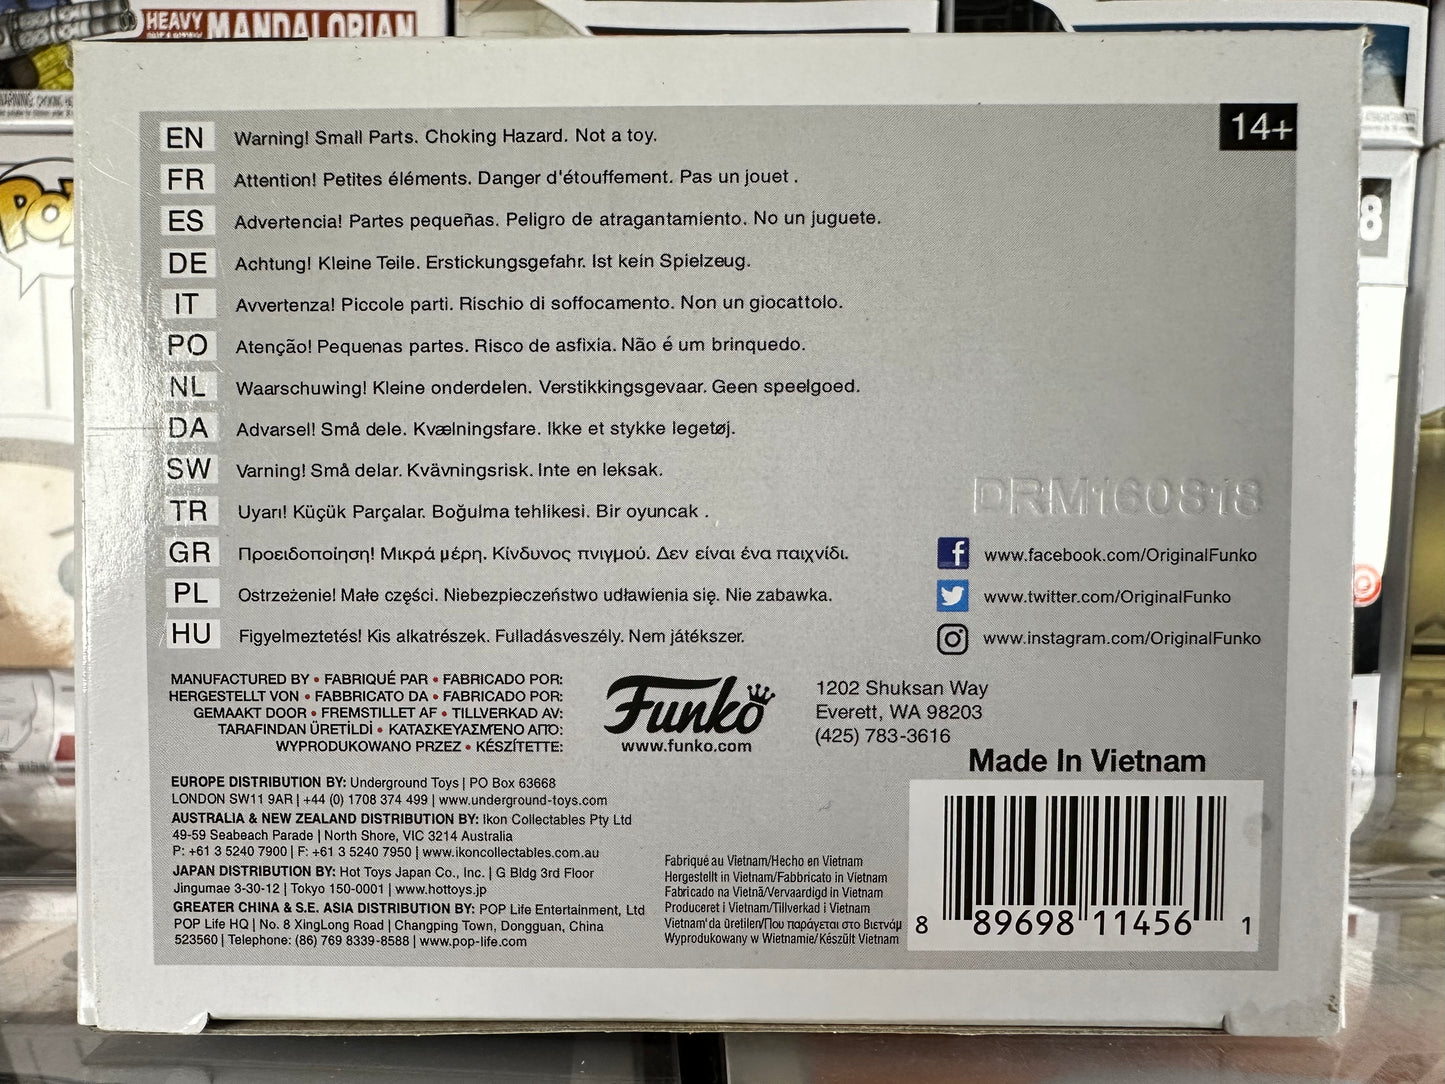 HEAVY
MANDALORIAN
EN Warning! Small Parts. Choking Hazard. Not a toy.
14+
FR Attention! Petites éléments. Danger d'étouffement. Pas un jouet .
ES Advertencia! Partes pequeñas. Peligro de atragantamiento. No un juguete.
DE Achtung! Kleine Teile. Erstickungsgefahr. Ist kein Spielzeug.
IT Avvertenza! Piccole parti. Rischio di soffocamento. Non un giocattolo.
PO Atenção! Pequenas partes. Risco de asfixia. Não é um brinquedo.
NL Waarschuwing! Kleine onderdelen. Verstikkingsgevaar. Geen speelgoed.
DA Advarsel! Små dele. Kvælningsfare. Ikke et stykke legetøj.
SW Varning! Små delar. Kvävningsrisk. Inte en leksak.
TR Uyarı! Küçük Parçalar. Boğulma tehlikesi. Bir oyuncak .
GR Προειδοποίηση! Μικρά μέρη. Κίνδυνος πνιγμού. Δεν είναι ένα παιχνίδι.
PL Ostrzeżenie! Małe części. Niebezpieczeństwo udławienia się. Nie zabawka.
HU Figyelmeztetés! Kis alkatrészek. Fulladásveszély. Nem játékszer.
DRM160818
www.facebook.com/OriginalFunko
www.twitter.com/OriginalFunko
www.instagram.com/OriginalFunko
MANUFACTURED BY • FABRIQUÉ PAR • FABRICADO POR:
HERGESTELLT VON • FABBRICATO DA • FABRICADO POR:
GEMAAKT DOOR • FREMSTILLET AF • TILLVERKAD AV:
TARAFINDAN ÜRETİLDİ • ΚΑΤΑΣΚΕΥΑΣΜΈΝΟ ΑΠΌ:
WYPRODUKOWANO PRZEZ • KÉSZÍTETTE:
Funko
www.funko.com
1202 Shuksan Way
Everett, WA 98203
(425) 783-3616
Made In Vietnam
EUROPE DISTRIBUTION BY: Underground Toys | PO Box 63668
LONDON SW11 9AR | +44 (0) 1708 374 499 | www.underground-toys.com
AUSTRALIA & NEW ZEALAND DISTRIBUTION BY: Ikon Collectables Pty Ltd
49-59 Seabeach Parade | North Shore, VIC 3214 Australia
P: +61 3 5240 7900 | F: +61 3 5240 7950 | www.ikoncollectables.com.au
JAPAN DISTRIBUTION BY: Hot Toys Japan Co., Inc. | G Bldg 3rd Floor
Jingumae 3-30-12 | Tokyo 150-0001 | www.hottoys.jp
GREATER CHINA & S.E. ASIA DISTRIBUTION BY: POP Life Entertainment, Ltd
POP Life HQ | No. 8 XingLong Road | Changping Town, Dongguan, China
523560 | Telephone: (86) 769 8339-8588 | www.pop-life.com
Fabriqué au Vietnam/Hecho en Vietnam
Hergestellt in Vietnam/Fabbricato in Vietnam
Fabricado na Vietnã/Vervaardigd in Vietnam
Produceret i Vietnam/Tillverkad i Vietnam
Vietnam'da üretilen/Που παράγεται στο Βιετνάμ
Wyprodukowany w Wietnamie/Készült Vietnam
8 89698 11456 1